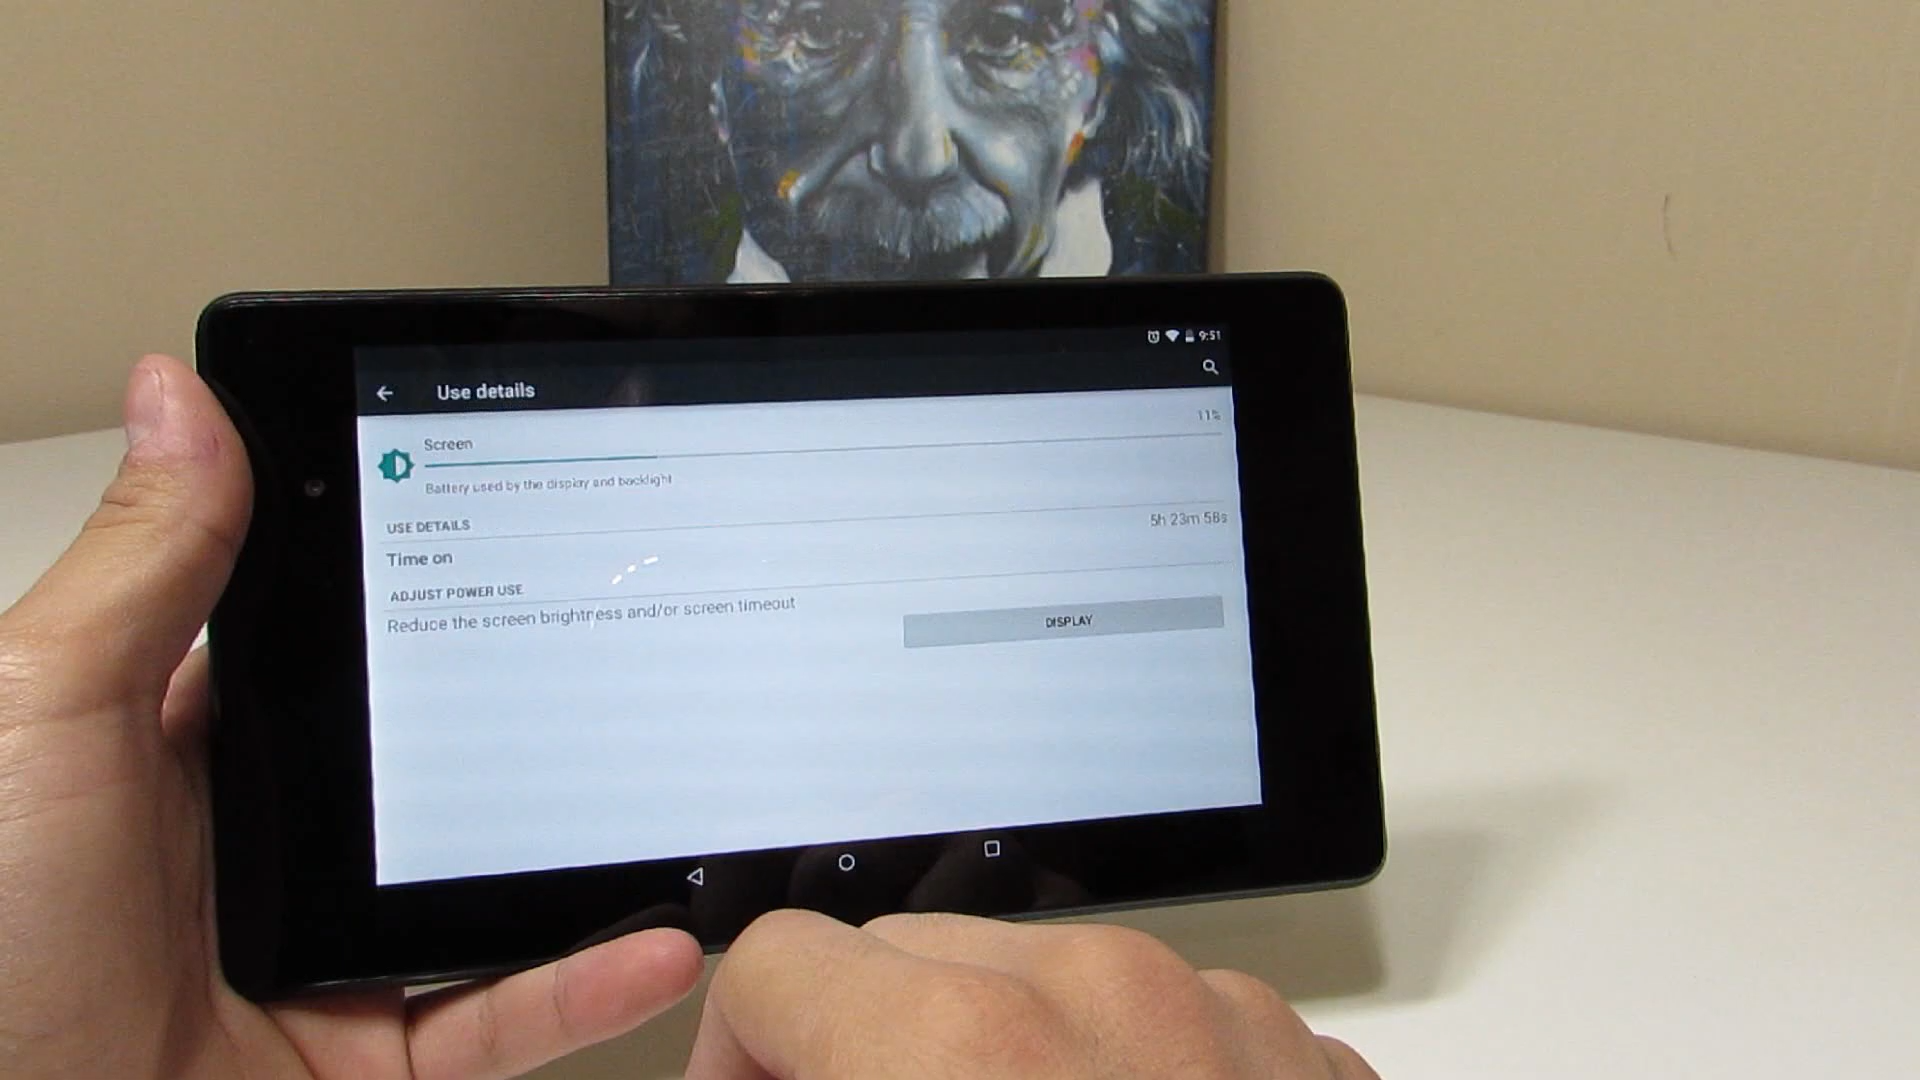 9:51
Use details
Screen
11%
Battery used by the display and backlight
USE DETAILS
Time on
5h 23m 58s
ADJUST POWER USE
Reduce the screen brightness and/or screen timeout
DISPLAY